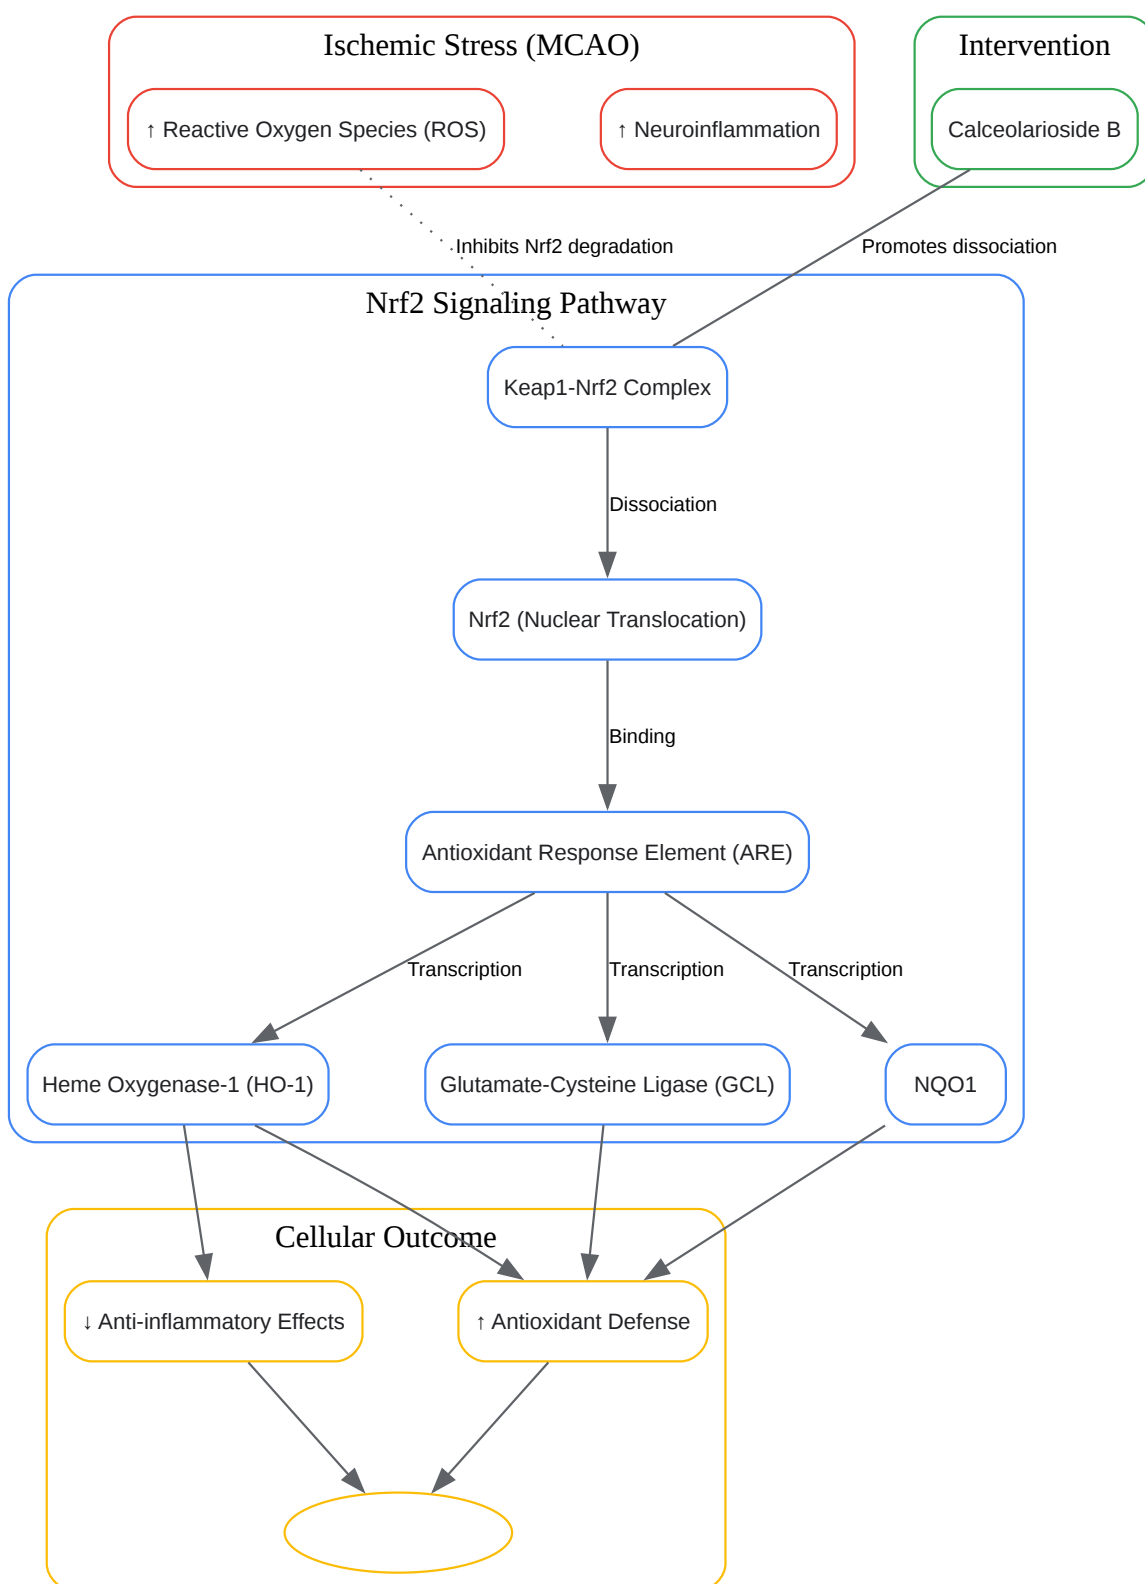 Ischemic Stress (MCAO)
Intervention
↑ Reactive Oxygen Species (ROS)
↑ Neuroinflammation
Calceolarioside B
Inhibits Nrf2 degradation
Promotes dissociation
Nrf2 Signaling Pathway
Keap1-Nrf2 Complex
Dissociation
Nrf2 (Nuclear Translocation)
Binding
Antioxidant Response Element (ARE)
Transcription
Transcription
Transcription
Heme Oxygenase-1 (HO-1)
Glutamate-Cysteine Ligase (GCL)
NQO1
Cellular Outcome
↓ Anti-inflammatory Effects
↑ Antioxidant Defense